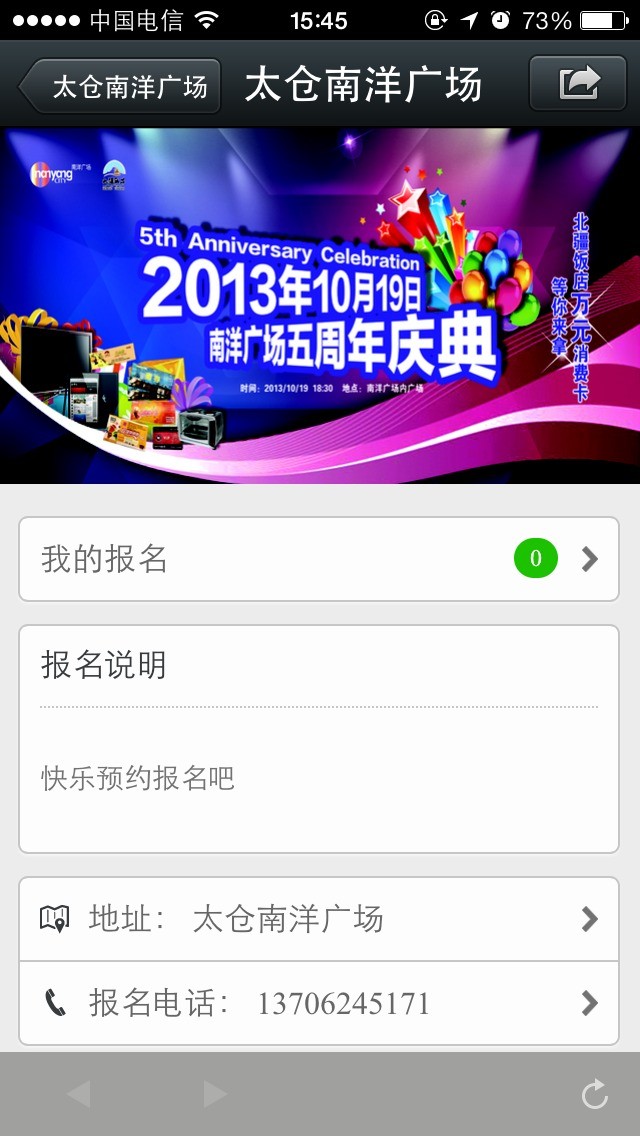 中国电信
15:45
73%
太仓南洋广场
太仓南洋广场
nanyang
CITY
南洋广场
5th Anniversary Celebration
2013年10月19日
南洋广场五周年庆典
时间：2013/10/19 18:30 地点：南洋广场内广场
北疆饭店万元消费卡
等你来拿
我的报名
0
报名说明
快乐预约报名吧
地址： 太仓南洋广场
报名电话： 13706245171